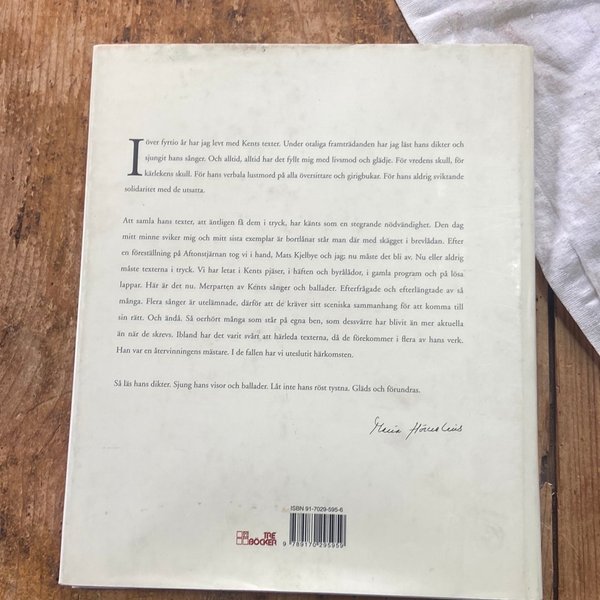 I över fyrtio år har jag levt med Kents texter. Under otaliga framträdanden har jag läst hans dikter och
sjungit hans sånger. Och alltid, alltid har det fyllt mig med livsmod och glädje. För vredens skull, för
kärlekens skull. För hans verbala lustmord på alla översittare och girigbukar. För hans aldrig sviktande
solidaritet med de utsatta.
Att samla hans texter, att äntligen få dem i tryck, har känts som en stegrande nödvändighet. Den dag
mitt minne sviker mig och mitt sista exemplar är bortlånat står man där med skägget i brevlådan. Efter
en föreställning på Aftonstjärnan tog vi i hand, Mats Kjelbye och jag; nu måste det bli av. Nu eller aldrig
måste texterna i tryck. Vi har letat i Kents pjäser, i häften och byrålådor, i gamla program och på lösa
lappar. Här är det nu. Merparten av Kents sånger och ballader. Efterfrågade och efterlängtade av så
många. Flera sånger är utelämnade, därför att de kräver sitt sceniska sammanhang för att komma till
sin rätt. Och ändå. Så oerhört många som står på egna ben, som dessvärre har blivit än mer aktuella
än när de skrevs. Ibland har det varit svårt att härleda texterna, då de förekommer i flera av hans verk.
Han var en återvinningens mästare. I de fallen har vi uteslutit härkomsten.
Så läs hans dikter. Sjung hans visor och ballader. Låt inte hans röst tystna. Gläds och förundras.
Maria Hörnelius
ISBN 91-7029-595-6
TRE
BÖCKER
9 789170 295959